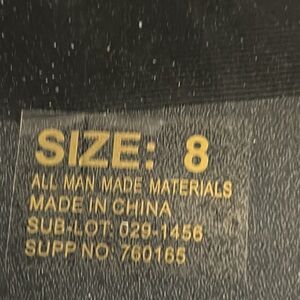 SIZE: 8
ALL MAN MADE MATERIALS
MADE IN CHINA
SUB-LOT: 029-1456
SUPP NO: 760165